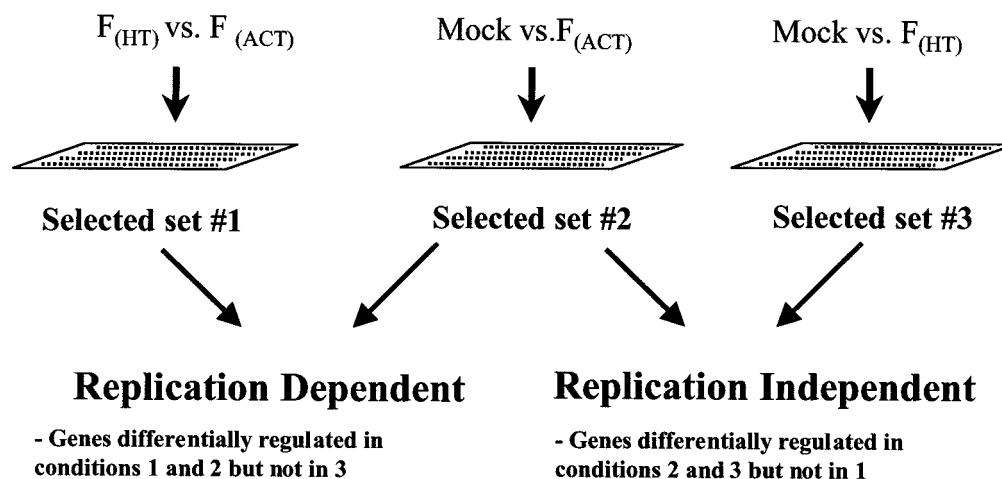 F(HT) vs. F (ACT)
Mock vs.F(ACT)
Mock vs. F(HT)
Selected set #1
Selected set #2
Selected set #3
Replication Dependent
- Genes differentially regulated in
conditions 1 and 2 but not in 3
Replication Independent
- Genes differentially regulated in
conditions 2 and 3 but not in 1